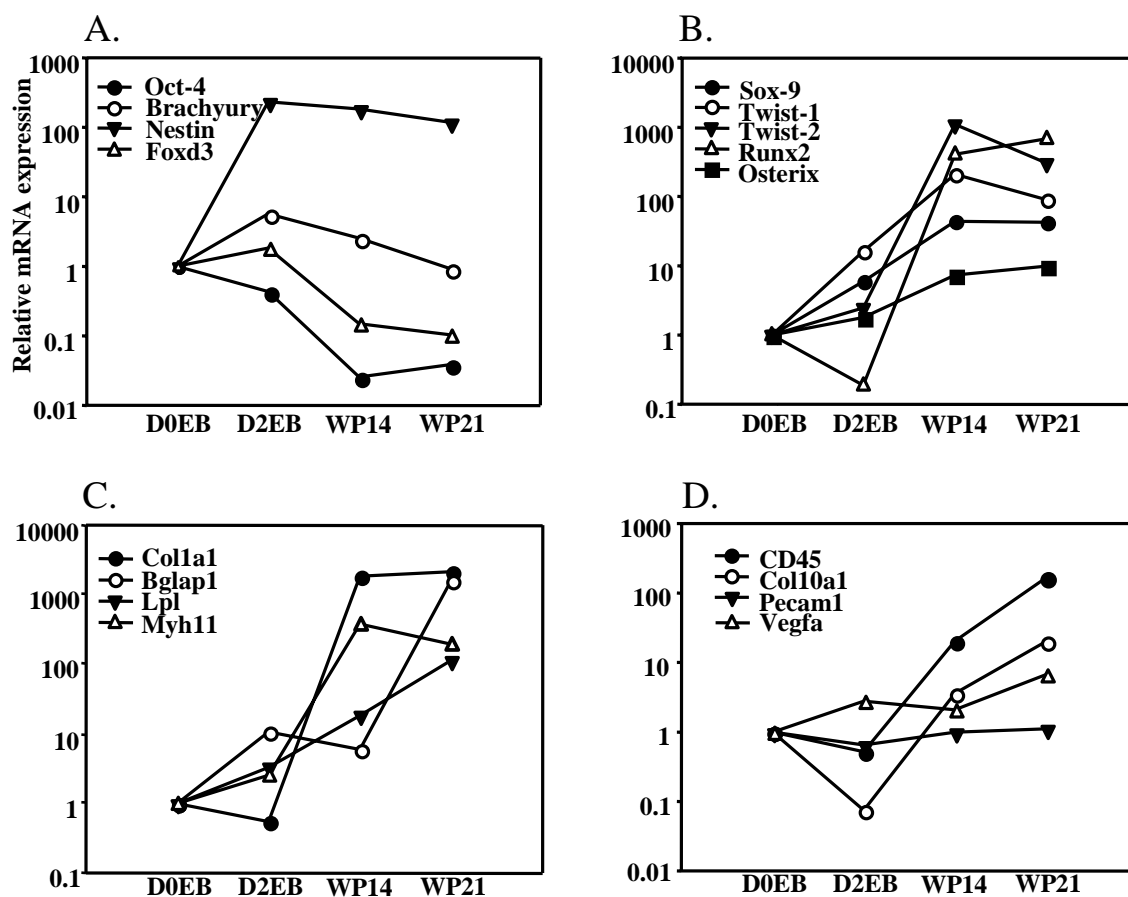 A.
Relative mRNA expression
1000
100
10
1
0.1
0.01
Oct-4
Brachyury
Nestin
Foxd3
D0EB D2EB WP14 WP21
B.
10000
1000
100
10
1
0.1
Sox-9
Twist-1
Twist-2
Runx2
Osterix
D0EB D2EB WP14 WP21
C.
10000
1000
100
10
1
0.1
Col1a1
Bglap1
Lpl
Myh11
D0EB D2EB WP14 WP21
D.
1000
100
10
1
0.1
0.01
CD45
Col10a1
Pecam1
Vegfa
D0EB D2EB WP14 WP21